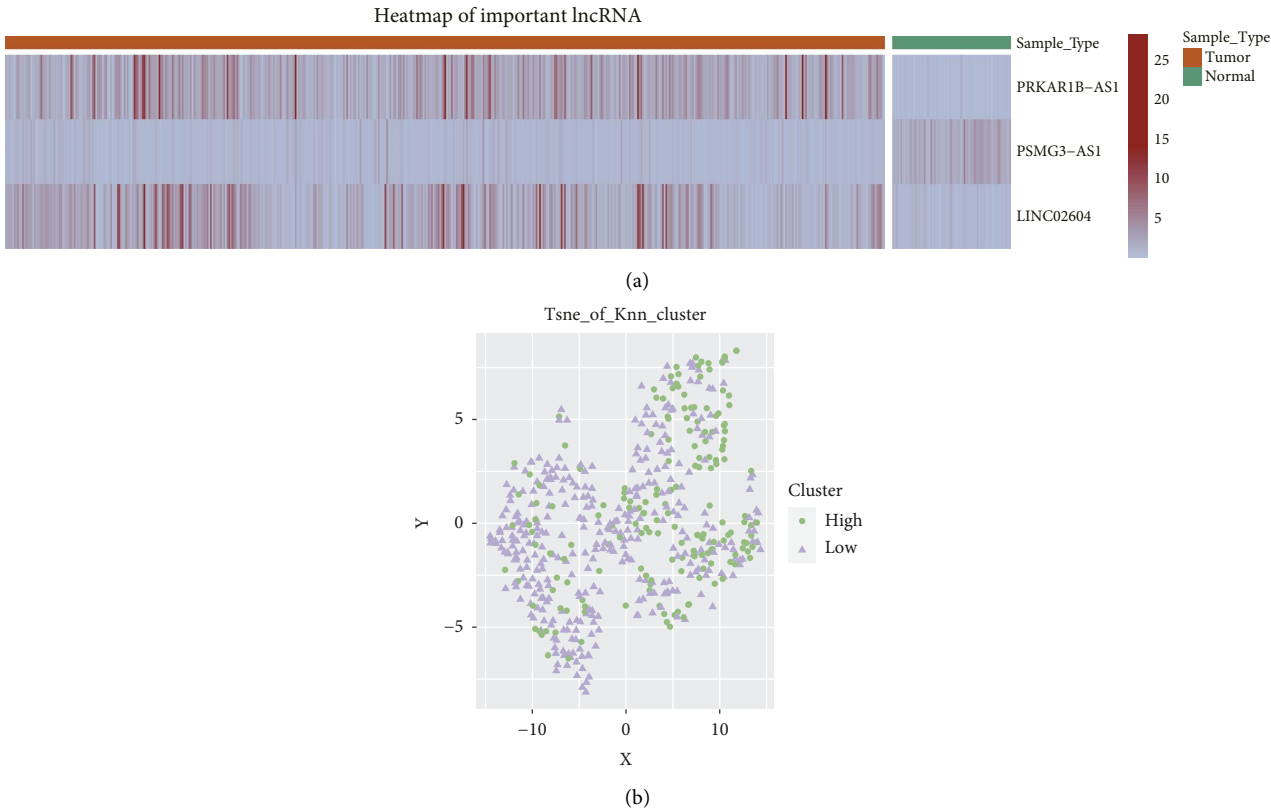 Heatmap of important lncRNA
Sample_Type
PRKAR1B−AS1
PSMG3−AS1
LINC02604
25
20
15
10
5
Sample_Type
Tumor
Normal
(a)
Tsne_of_Knn_cluster
5
0
−5
Y
−10 0 10
X
Cluster
High
Low
(b)